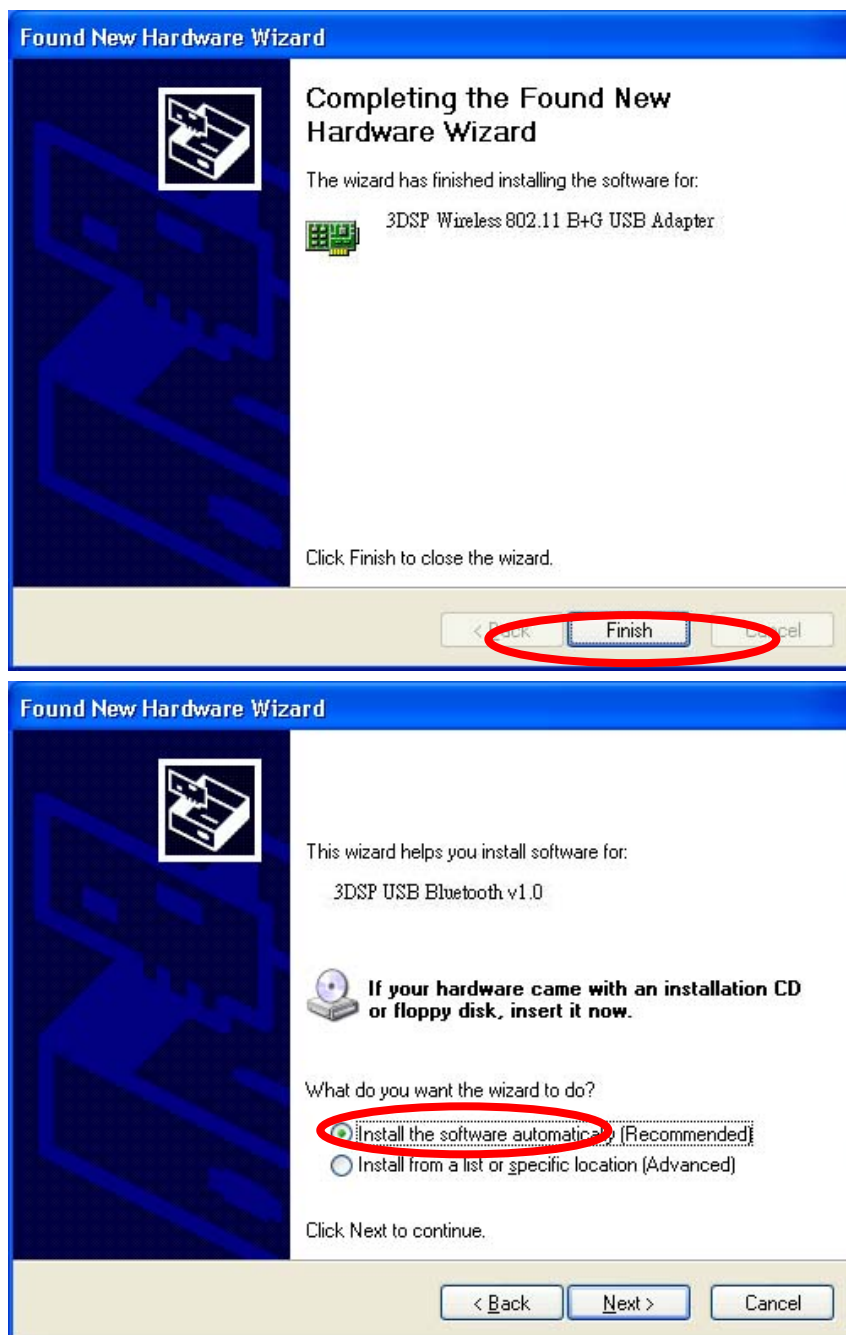 Found New Hardware Wizard
Completing the Found New
Hardware Wizard
The wizard has finished installing the software for:
3DSP Wireless 802.11 B+G USB Adapter
Click Finish to close the wizard.
< Back Finish Cancel
Found New Hardware Wizard
This wizard helps you install software for:
3DSP USB Bluetooth v1.0
If your hardware came with an installation CD
or floppy disk, insert it now.
What do you want the wizard to do?
Install the software automatically (Recommended)
Install from a list or specific location (Advanced)
Click Next to continue.
< Back Next > Cancel